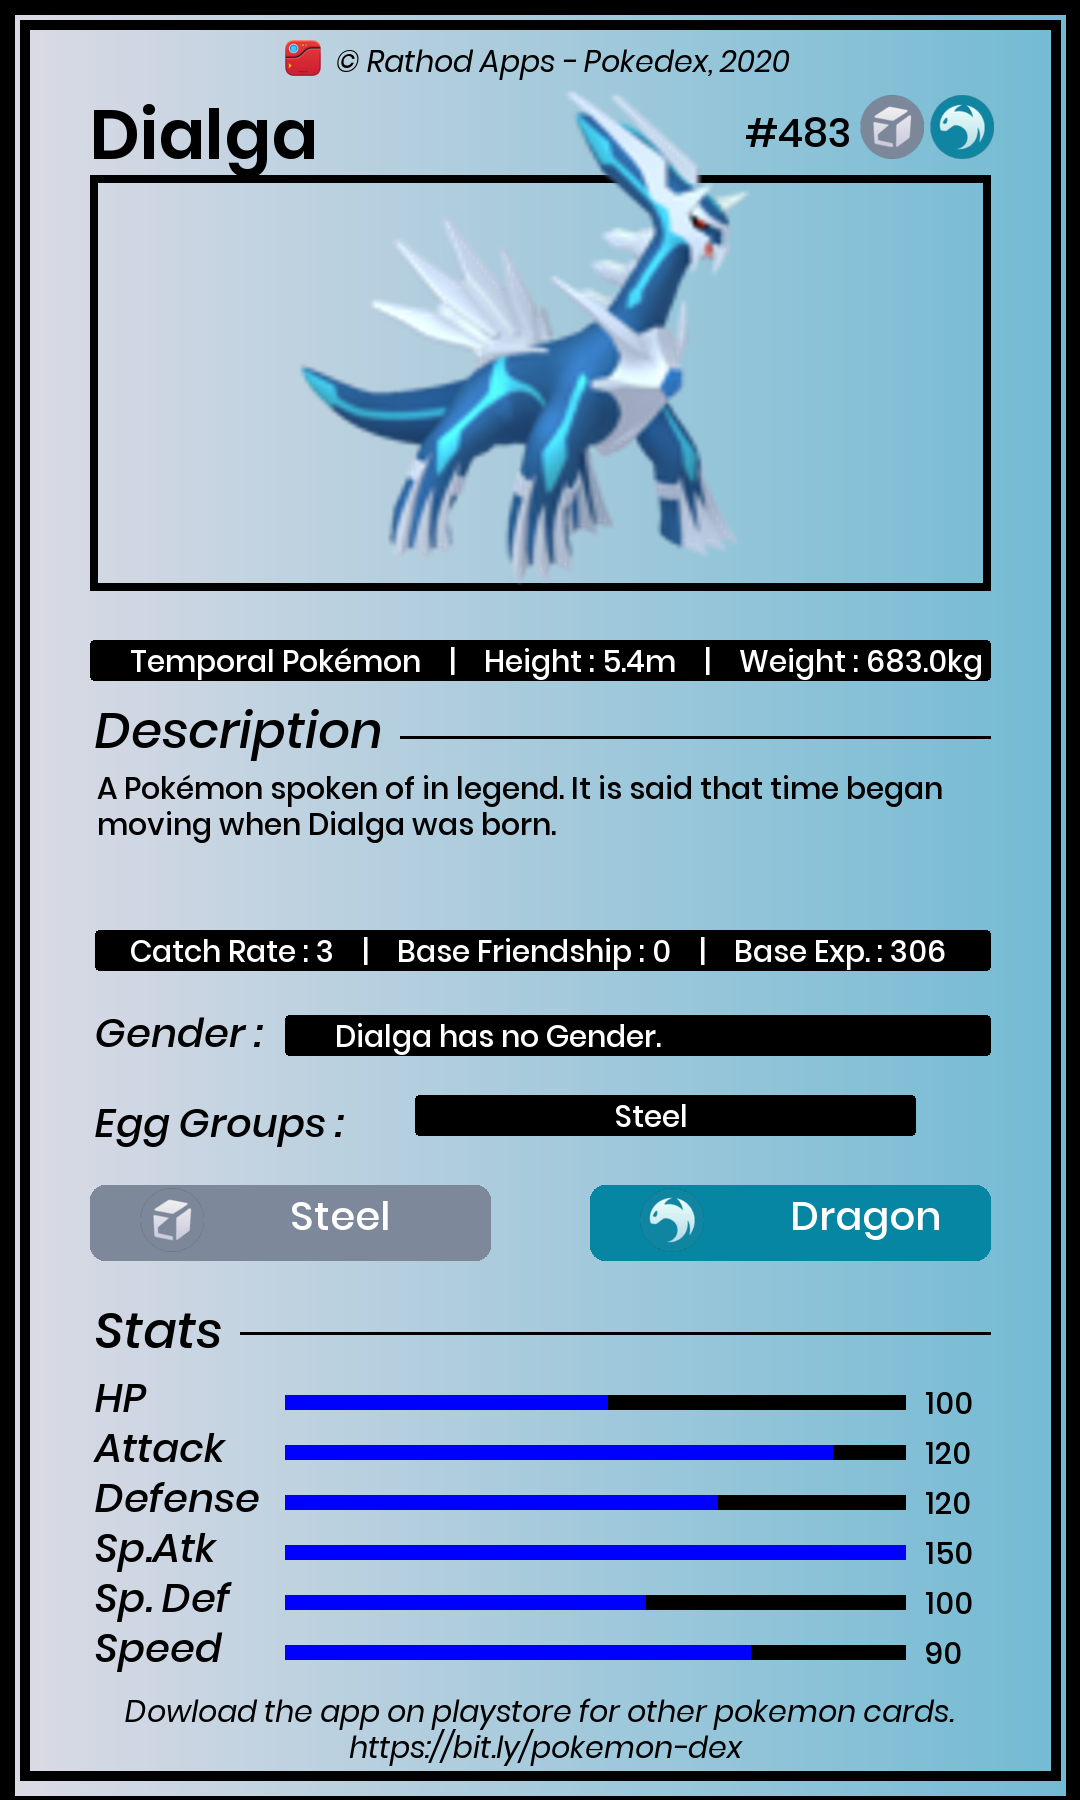 © Rathod Apps - Pokedex, 2020
Dialga
#483
Temporal Pokémon | Height : 5.4m | Weight : 683.0kg
Description
A Pokémon spoken of in legend. It is said that time began
moving when Dialga was born.
Catch Rate : 3 | Base Friendship : 0 | Base Exp. : 306
Gender : Dialga has no Gender.
Egg Groups : Steel
Steel Dragon
Stats
HP 100
Attack 120
Defense 120
Sp.Atk 150
Sp. Def 100
Speed 90
Dowload the app on playstore for other pokemon cards.
https://bit.ly/pokemon-dex